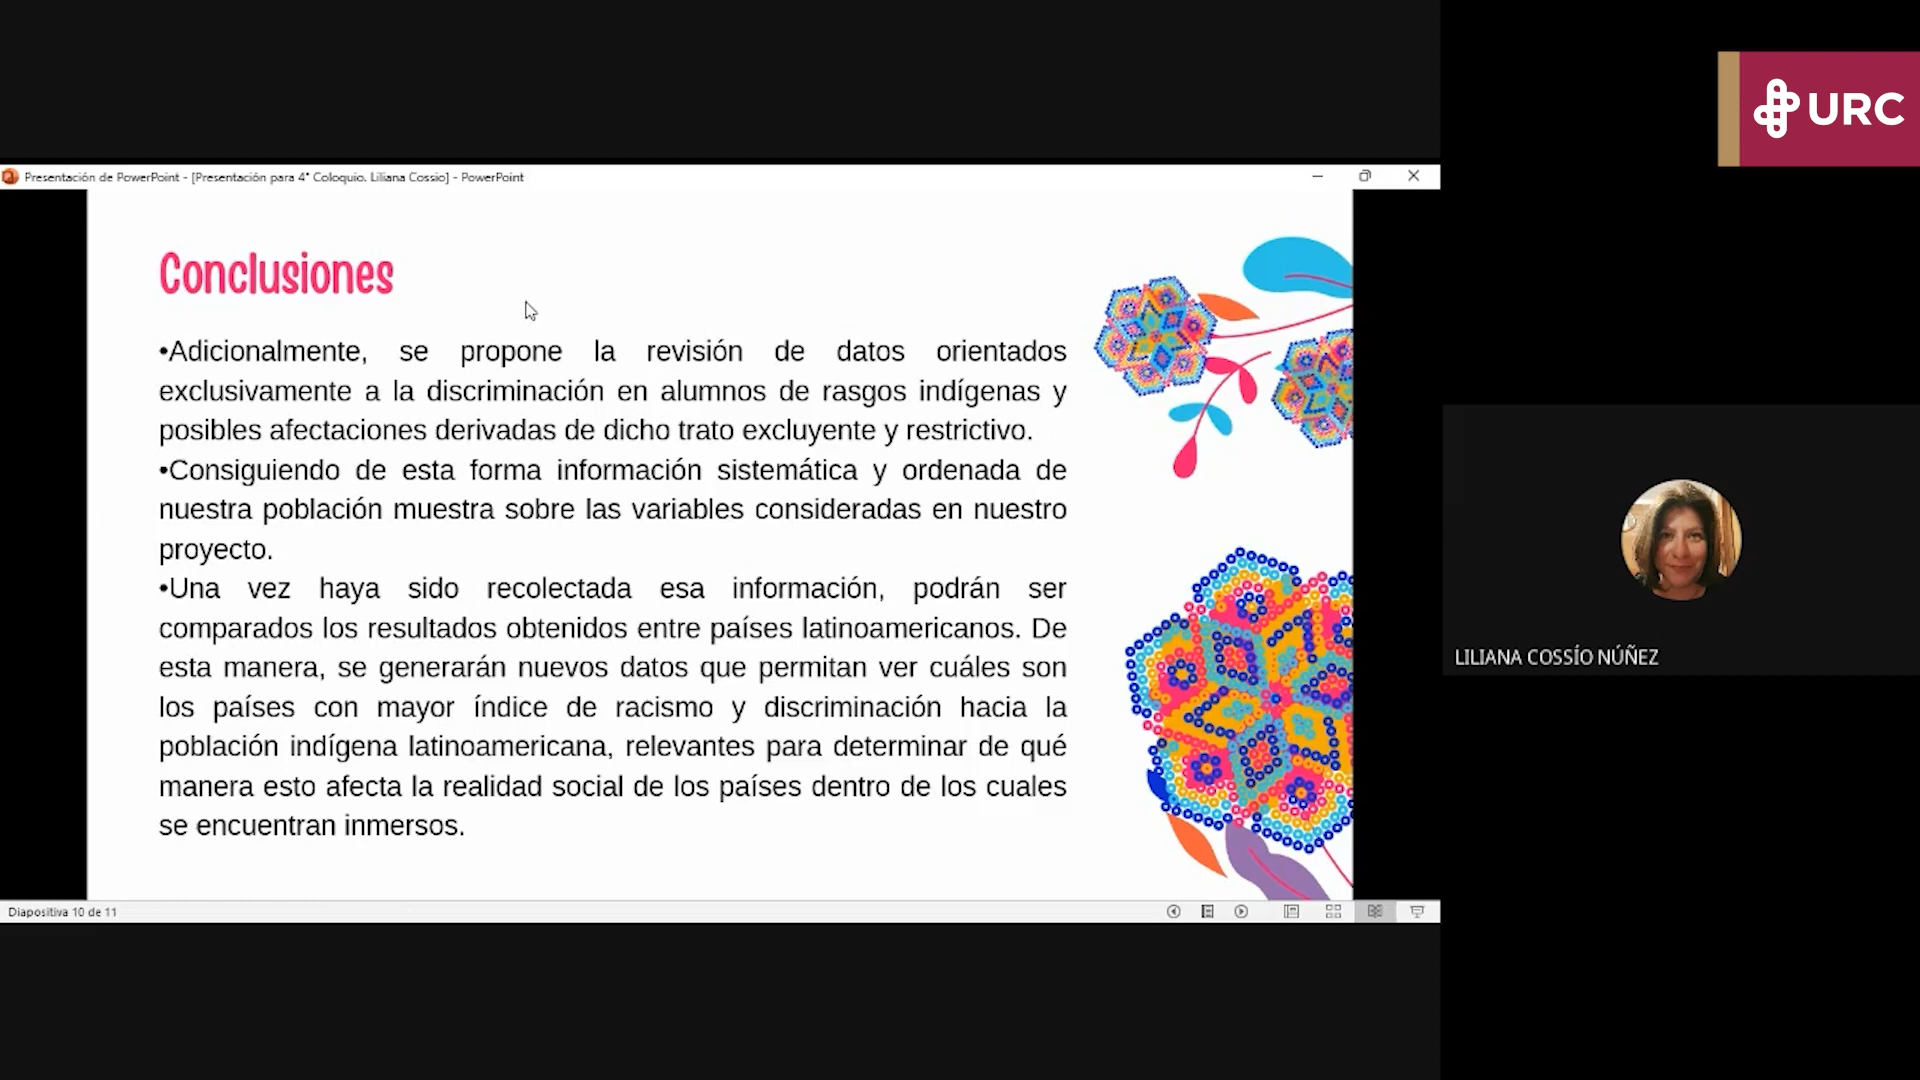 URC
Presentación de PowerPoint - [Presentación para 4° Coloquio. Liliana Cossio] - PowerPoint
Conclusiones
•Adicionalmente, se propone la revisión de datos orientados
exclusivamente a la discriminación en alumnos de rasgos indígenas y
posibles afectaciones derivadas de dicho trato excluyente y restrictivo.
•Consiguiendo de esta forma información sistemática y ordenada de
nuestra población muestra sobre las variables consideradas en nuestro
proyecto.
•Una vez haya sido recolectada esa información, podrán ser
comparados los resultados obtenidos entre países latinoamericanos. De
esta manera, se generarán nuevos datos que permitan ver cuáles son
los países con mayor índice de racismo y discriminación hacia la
población indígena latinoamericana, relevantes para determinar de qué
manera esto afecta la realidad social de los países dentro de los cuales
se encuentran inmersos.
LILIANA COSSÍO NÚÑEZ
Diapositiva 10 de 11